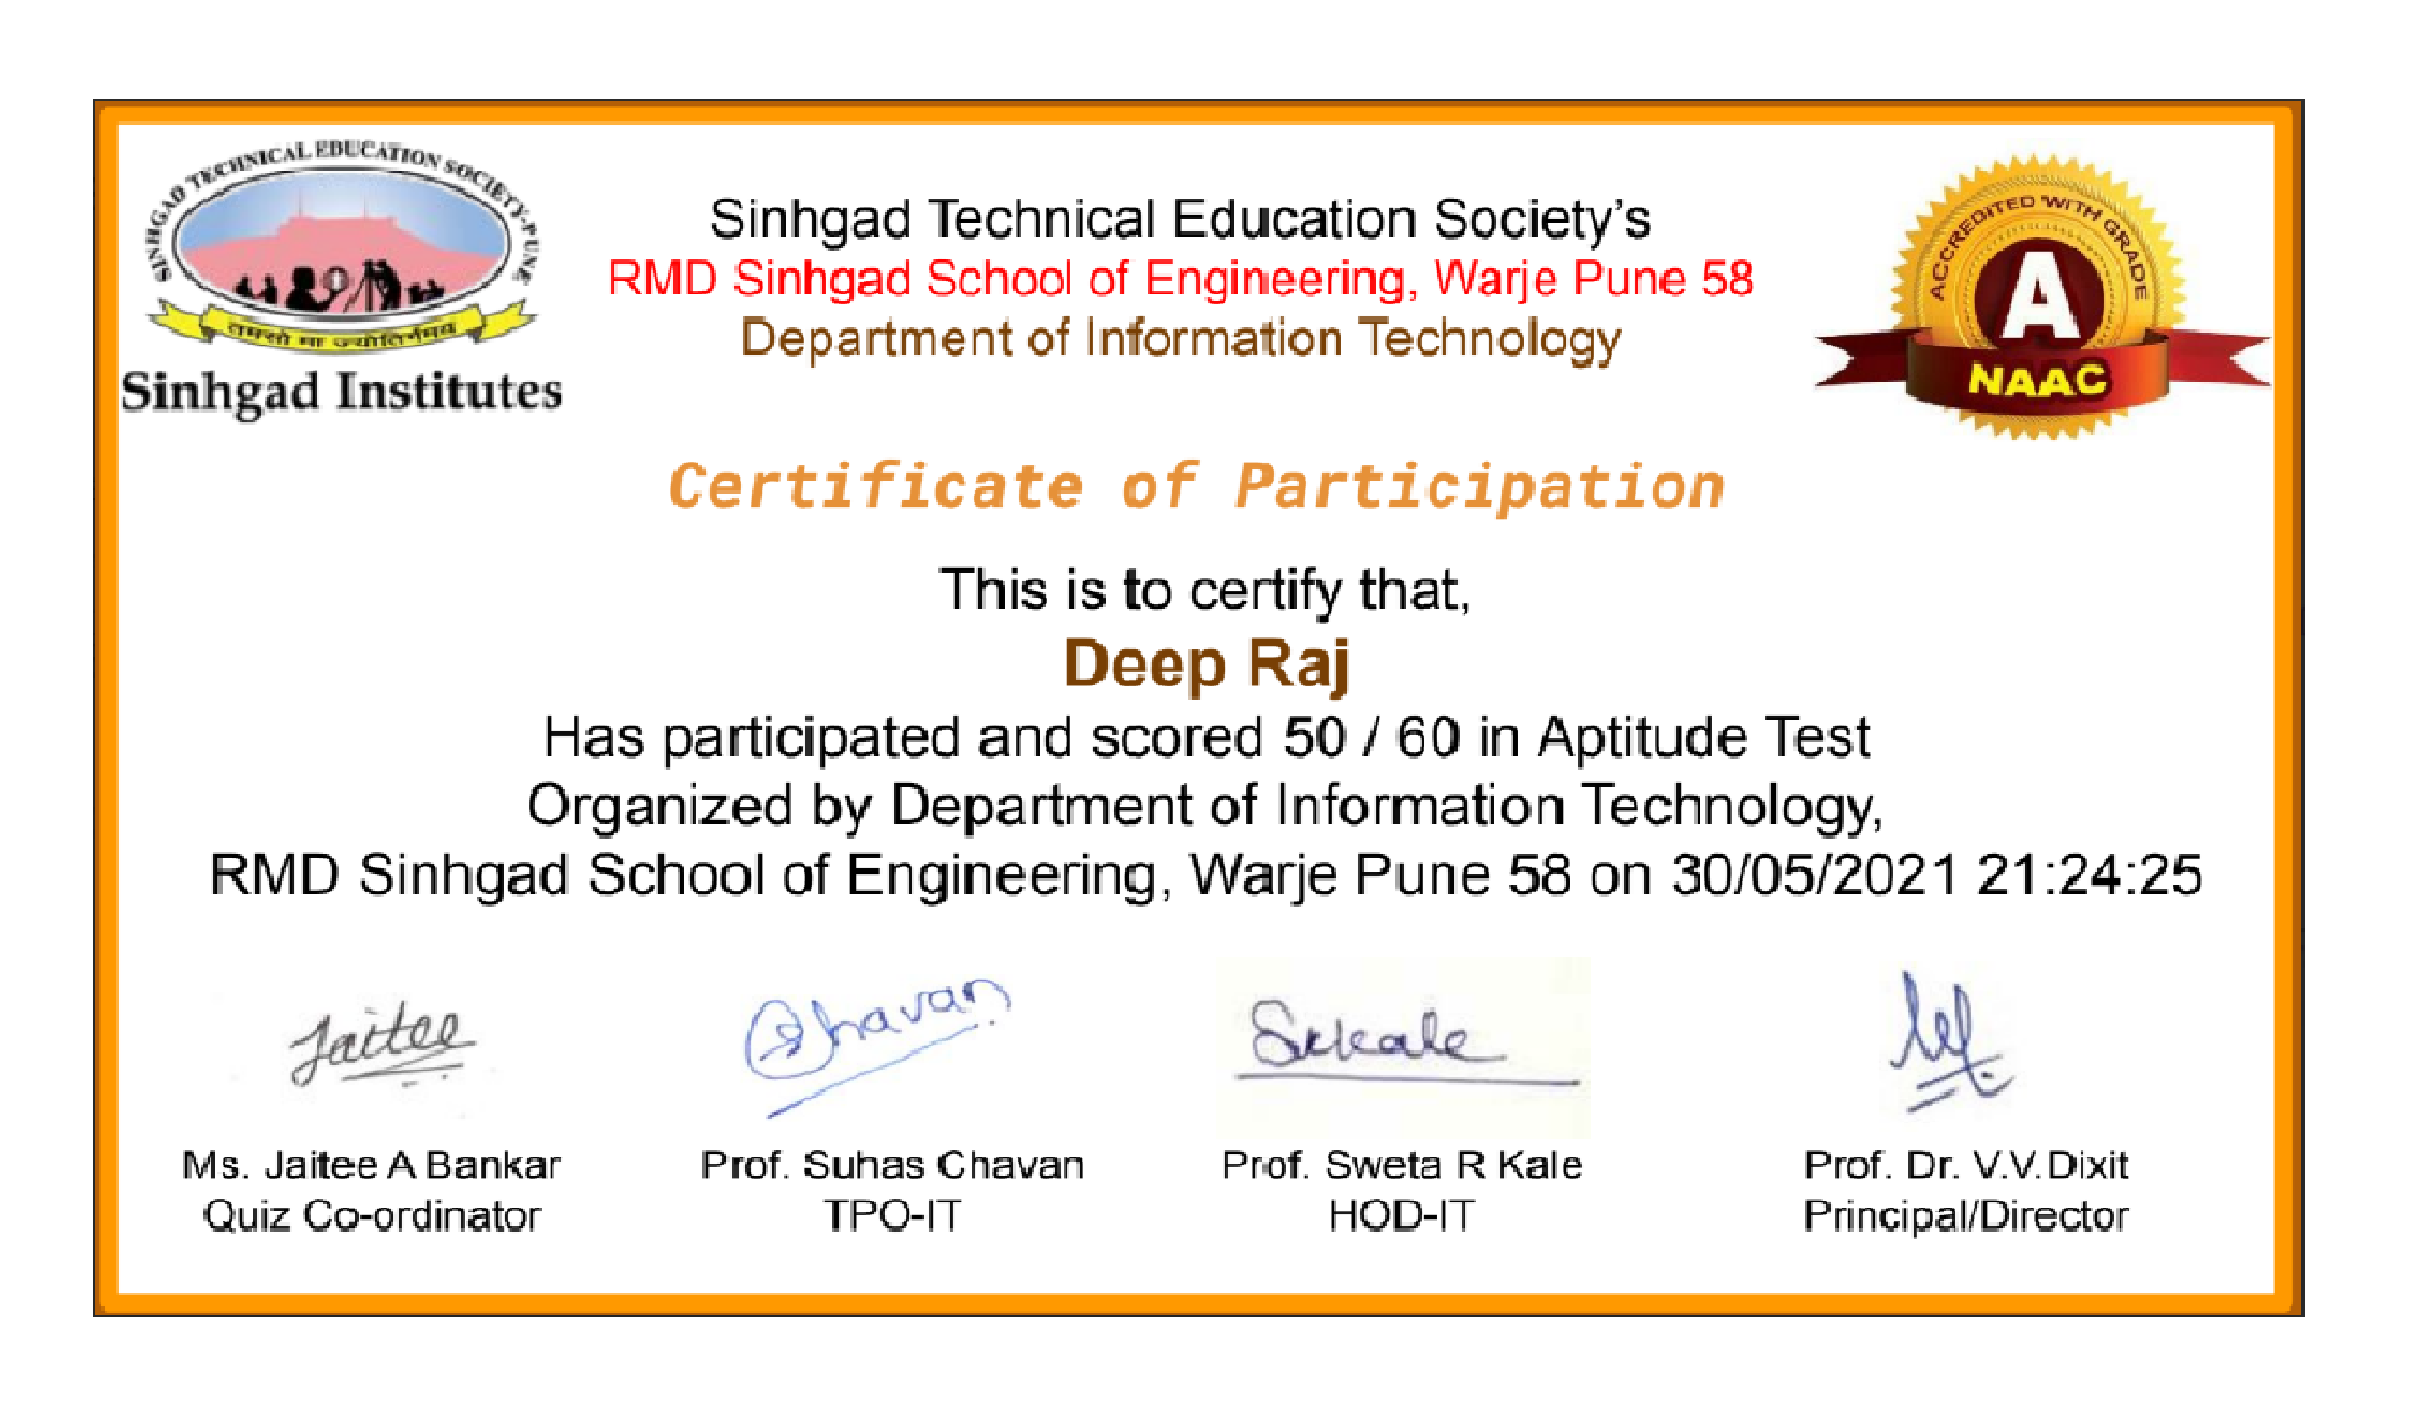 SINHGAD TECHNICAL EDUCATION SOCIETY-PUNE
तमसो मा ज्योतिर्गमय
Sinhgad Institutes
Sinhgad Technical Education Society’s
RMD Sinhgad School of Engineering, Warje Pune 58
Department of Information Technology
ACCREDITED WITH GRADE
A
NAAC
Certificate of Participation
This is to certify that,
Deep Raj
Has participated and scored 50 / 60 in Aptitude Test
Organized by Department of Information Technology,
RMD Sinhgad School of Engineering, Warje Pune 58 on 30/05/2021 21:24:25
Jaitee
Chavan
Srkale
Ms. Jaitee A Bankar
Quiz Co-ordinator
Prof. Suhas Chavan
TPO-IT
Prof. Sweta R Kale
HOD-IT
Prof. Dr. V.V.Dixit
Principal/Director